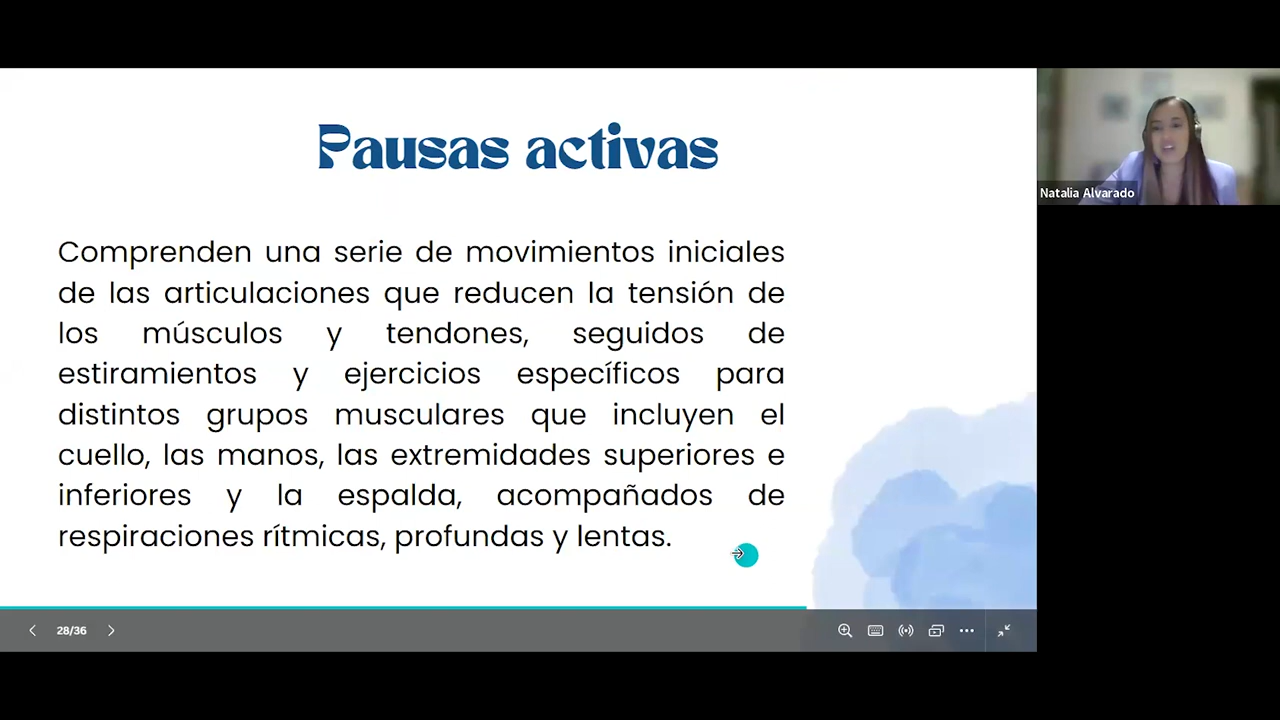 Pausas activas
Comprenden una serie de movimientos iniciales
de las articulaciones que reducen la tensión de
los músculos y tendones, seguidos de
estiramientos y ejercicios específicos para
distintos grupos musculares que incluyen el
cuello, las manos, las extremidades superiores e
inferiores y la espalda, acompañados de
respiraciones rítmicas, profundas y lentas.
Natalia Alvarado
28/36